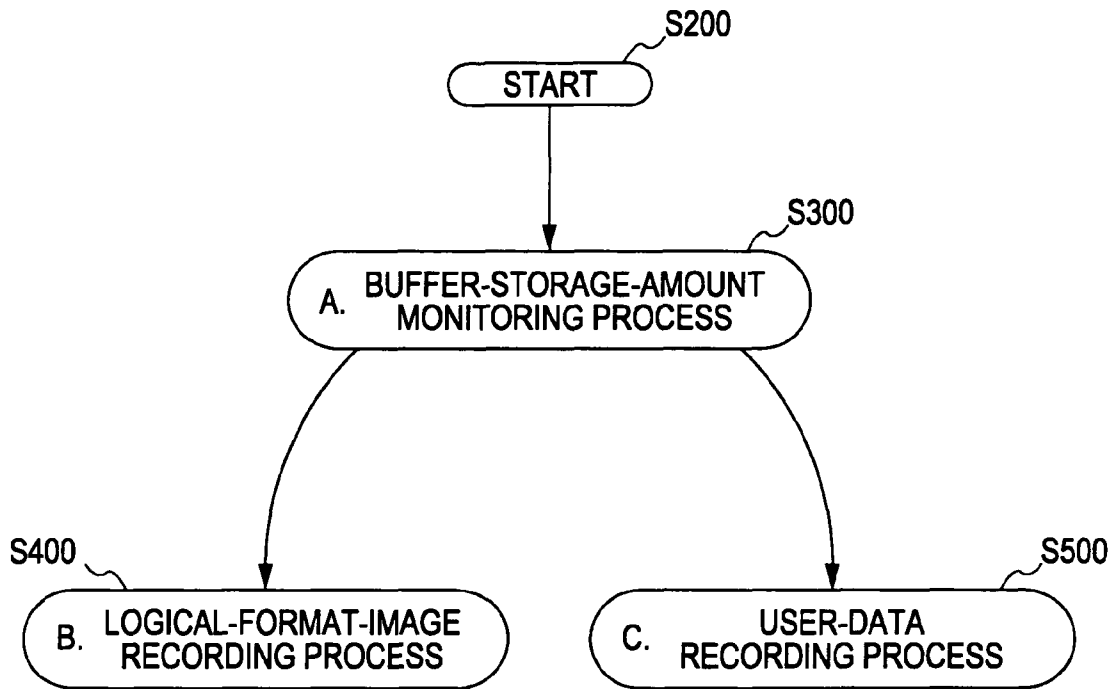 S200
START
S300
A. BUFFER-STORAGE-AMOUNT
MONITORING PROCESS
S400
B. LOGICAL-FORMAT-IMAGE
RECORDING PROCESS
S500
C. USER-DATA
RECORDING PROCESS